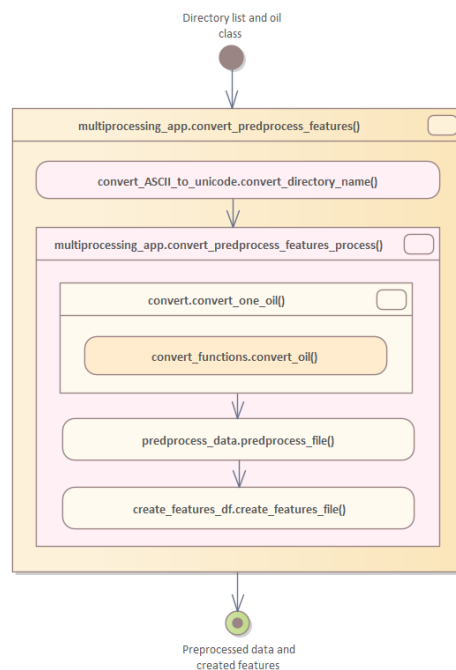 Directory list and oil
class
multiprocessing_app.convert_predprocess_features()
convert_ASCII_to_unicode.convert_directory_name()
multiprocessing_app.convert_predprocess_features_process()
convert.convert_one_oil()
convert_functions.convert_oil()
predprocess_data.predprocess_file()
create_features_df.create_features_file()
Preprocessed data and
created features